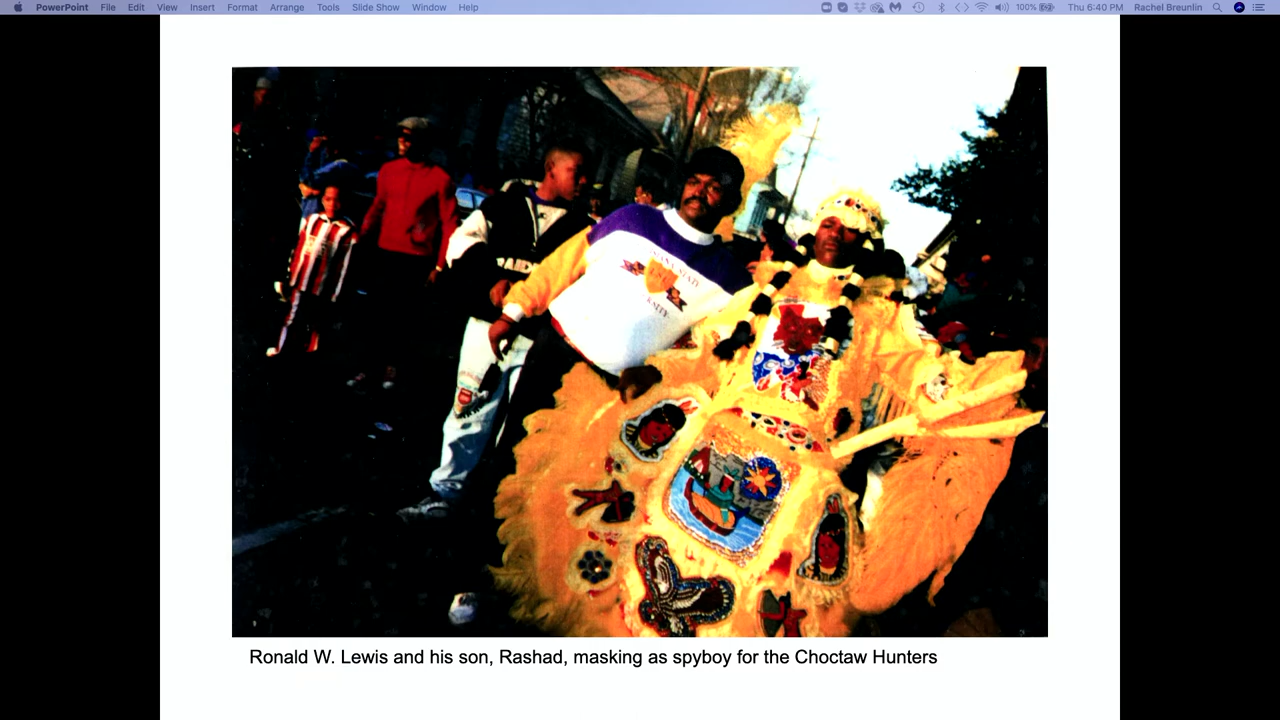 PowerPoint File Edit View Insert Format Arrange Tools Slide Show Window Help 100% Thu 6:40 PM Rachel Breunlin
RAID
Ronald W. Lewis and his son, Rashad, masking as spyboy for the Choctaw Hunters